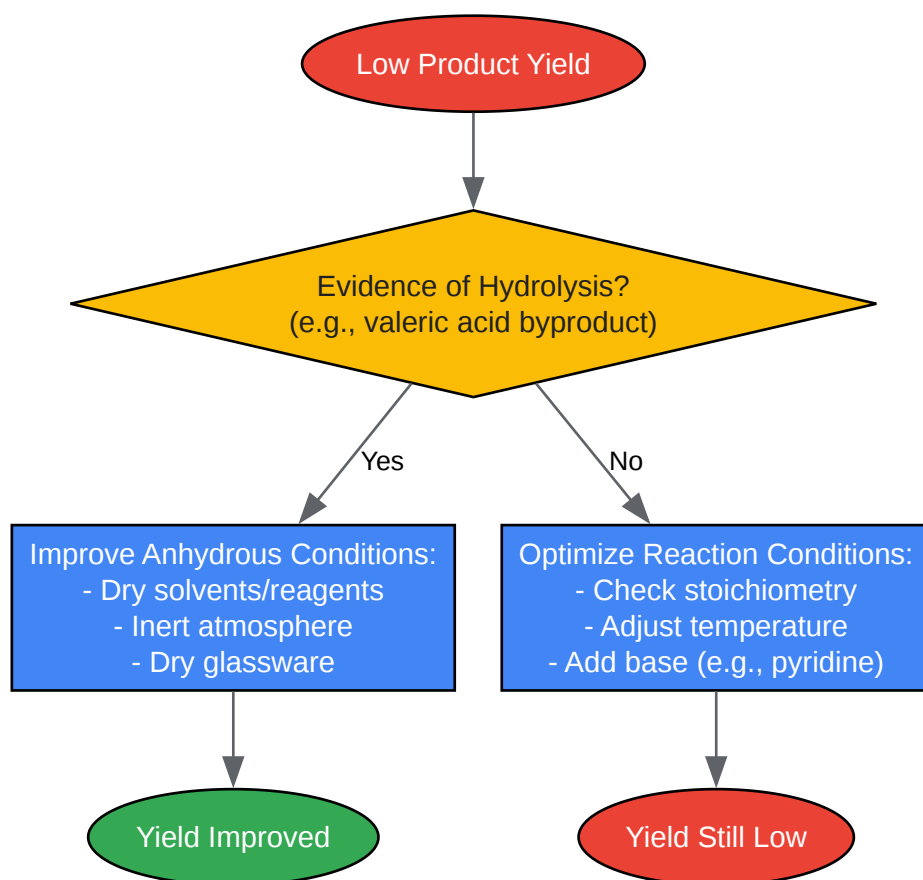 Low Product Yield
Evidence of Hydrolysis?
(e.g., valeric acid byproduct)
Yes
No
Improve Anhydrous Conditions:
- Dry solvents/reagents
- Inert atmosphere
- Dry glassware
Optimize Reaction Conditions:
- Check stoichiometry
- Adjust temperature
- Add base (e.g., pyridine)
Yield Improved
Yield Still Low